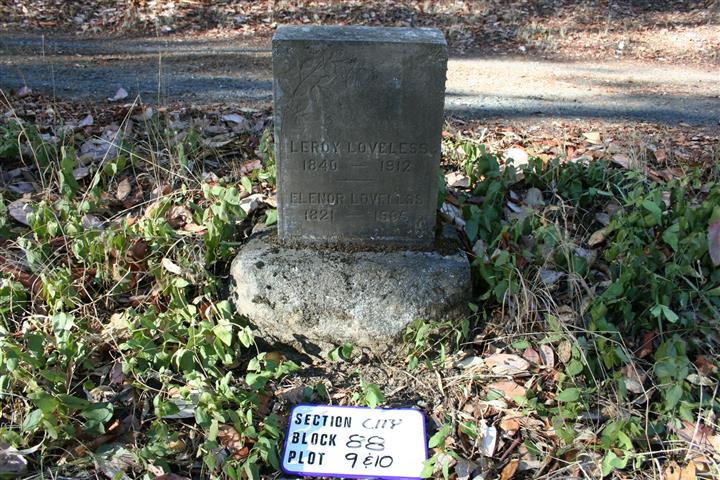 LEROY LOVELESS
1840 — 1912
ELENOR LOVELESS
1821 — 1905
SECTION CITY
BLOCK 88
PLOT 9 & 10